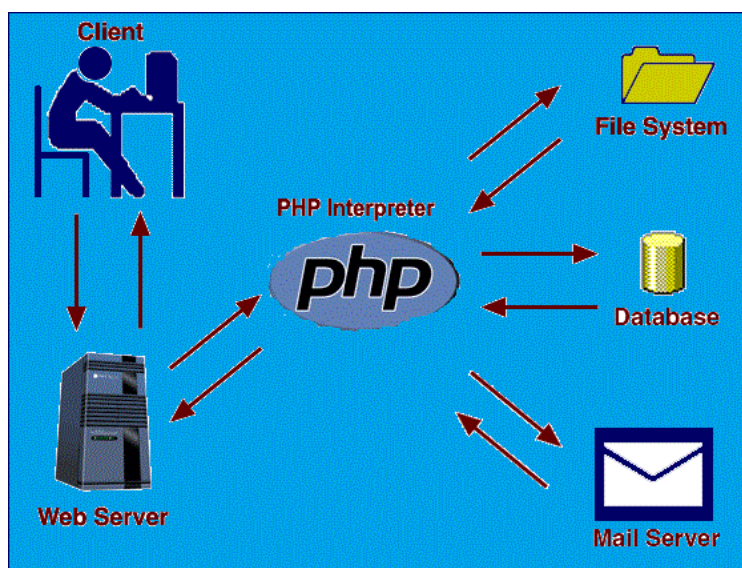 Client
File System
PHP Interpreter
php
Database
Web Server
Mail Server